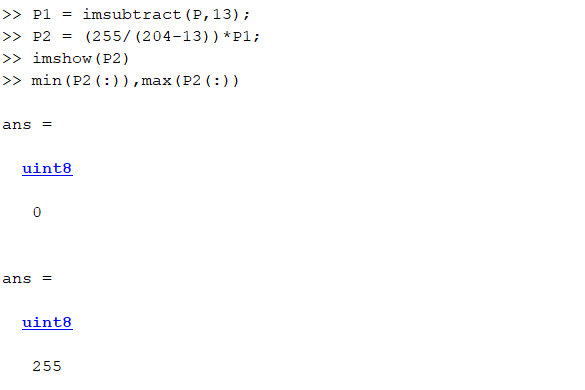 >> P1 = imsubtract(P,13);
>> P2 = (255/(204-13))*P1;
>> imshow(P2)
>> min(P2(:)),max(P2(:))
ans =
uint8
0
ans =
uint8
255